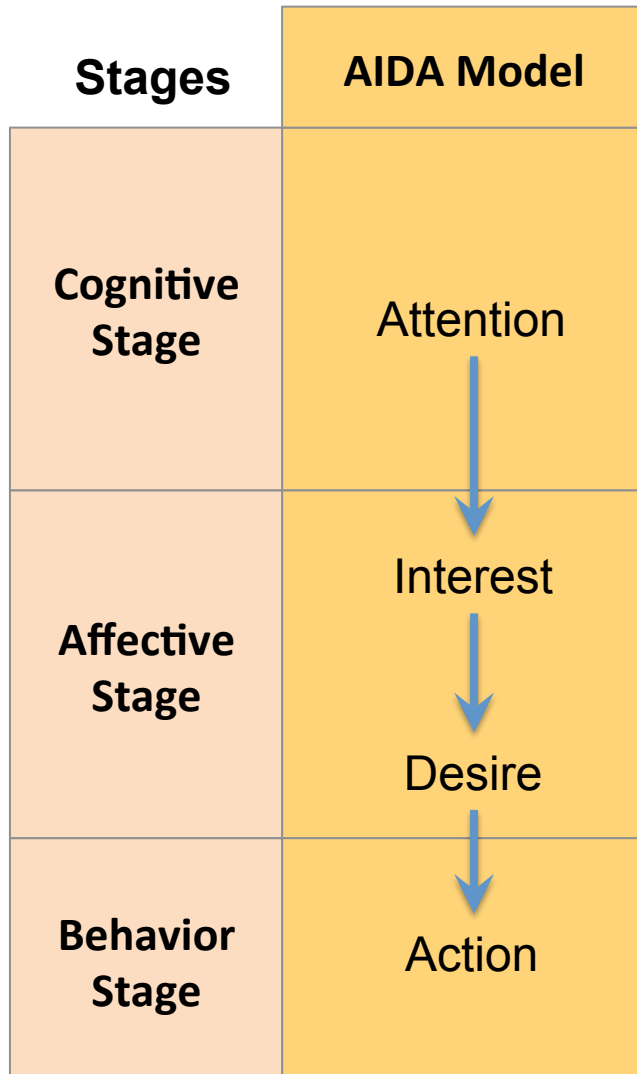 Stages
AIDA Model
Cognitive
Stage
Attention
Affective
Stage
Interest
Desire
Behavior
Stage
Action